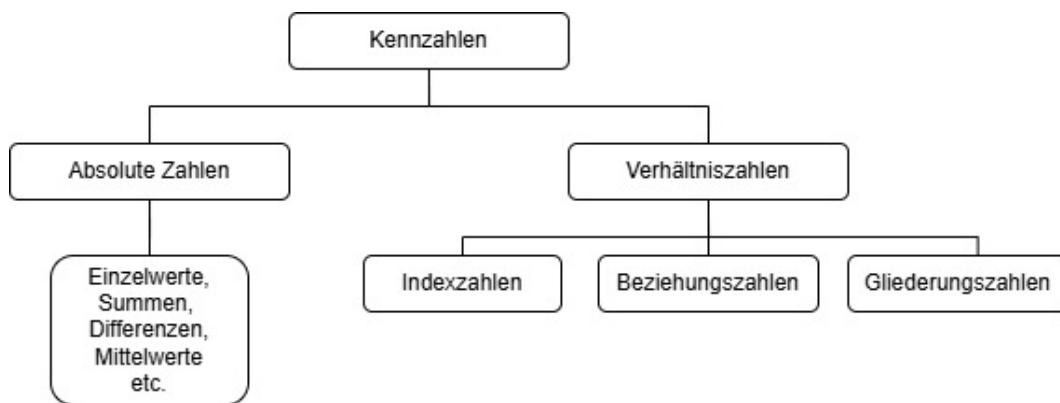 Kennzahlen
Absolute Zahlen
Verhältniszahlen
Einzelwerte,
Summen,
Differenzen,
Mittelwerte
etc.
Indexzahlen
Beziehungszahlen
Gliederungszahlen